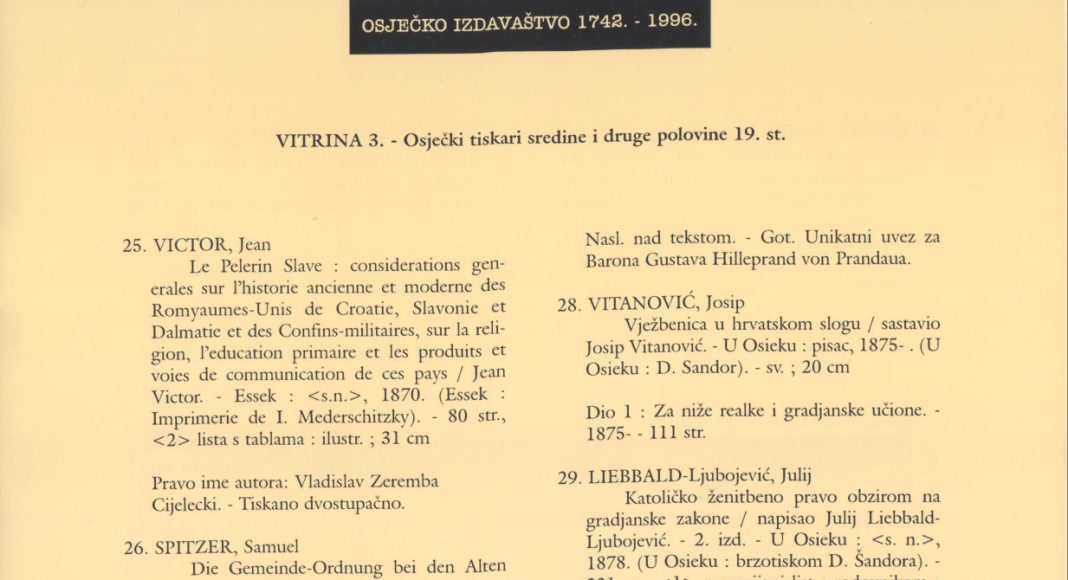 OSJEČKO IZDAVAŠTVO 1742. - 1996.
VITRINA 3. - Osječki tiskari sredine i druge polovine 19. st.
25. VICTOR, Jean
Le Pelerin Slave : considerations gen-
erales sur l'historie ancienne et moderne des
Romyaumes-Unis de Croatie, Slavonie et
Dalmatie et des Confins-militaires, sur la reli-
gion, l'education primaire et les produits et
voies de communication de ces pays / Jean
Victor. - Essek : <s.n.>, 1870. (Essek :
Imprimerie de I. Mederschitzky). - 80 str.,
<2> lista s tablama : ilustr. ; 31 cm
Pravo ime autora: Vladislav Zeremba
Cijelecki. - Tiskano dvostupačno.
26. SPITZER, Samuel
Die Gemeinde-Ordnung bei den Alten
Nasl. nad tekstom. - Got. Unikatni uvez za
Barona Gustava Hilleprand von Prandaua.
28. VITANOVIĆ, Josip
Vježbenica u hrvatskom slogu / sastavio
Josip Vitanović. - U Osieku : pisac, 1875- . (U
Osieku : D. Sandor). - sv. ; 20 cm
Dio 1 : Za niže realke i gradjanske učione. -
1875- - 111 str.
29. LIEBBALD-Ljubojević, Julij
Katoličko ženitbeno pravo obzirom na
gradjanske zakone / napisao Julij Liebbald-
Ljubojević. - 2. izd. - U Osieku : <s. n.>,
1878. (U Osieku : brzotiskom D. Šandora). -